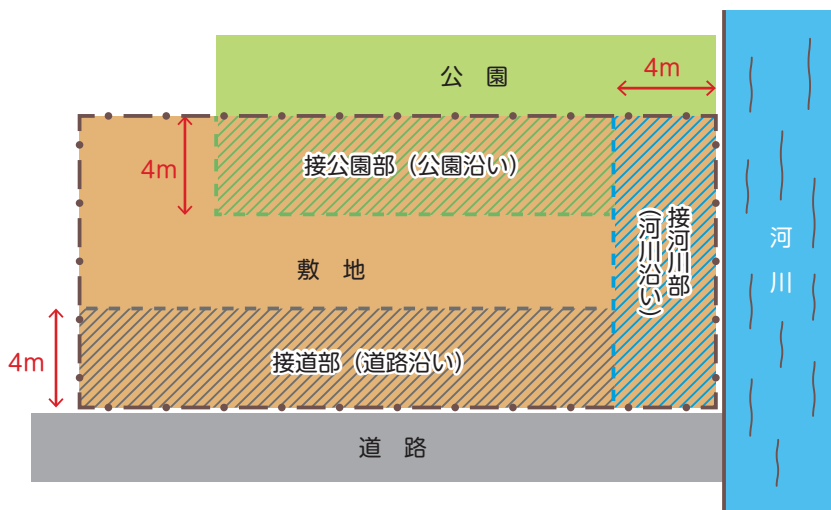 公 園
4m
4m
接公園部（公園沿い）
接河川部
（河川沿い）
河川
敷 地
4m
接道部（道路沿い）
道 路